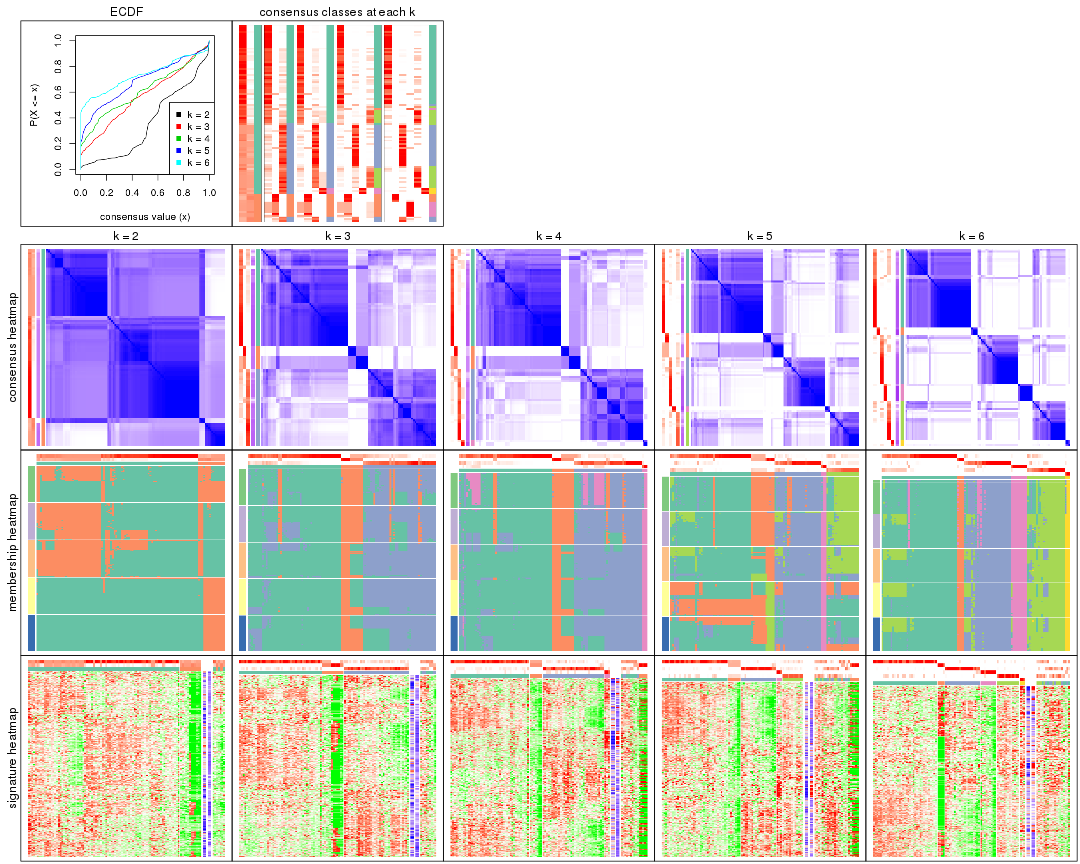 ECDF
consensus classes at each k
P(X <= x)
0.0 0.2 0.4 0.6 0.8 1.0
k = 2
k = 3
k = 4
k = 5
k = 6
0.0 0.2 0.4 0.6 0.8 1.0
consensus value (x)
k = 2 k = 3 k = 4 k = 5 k = 6
consensus heatmap
membership heatmap
signature heatmap